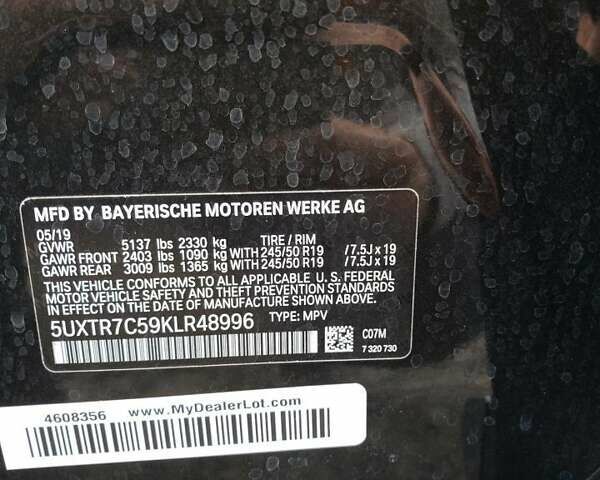 MFD BY BAYERISCHE MOTOREN WERKE AG
05/19
GVWR 5137 lbs 2330 kg TIRE / RIM
GAWR FRONT 2403 lbs 1090 kg WITH 245/50 R19 /7.5J x 19
GAWR REAR 3009 lbs 1365 kg WITH 245/50 R19 /7.5J x 19
THIS VEHICLE CONFORMS TO ALL APPLICABLE U. S. FEDERAL
MOTOR VEHICLE SAFETY AND THEFT PREVENTION STANDARDS
IN EFFECT ON THE DATE OF MANUFACTURE SHOWN ABOVE.
5UXTR7C59KLR48996 TYPE: MPV
C07M
7 320 730
4608356 www.MyDealerLot.com